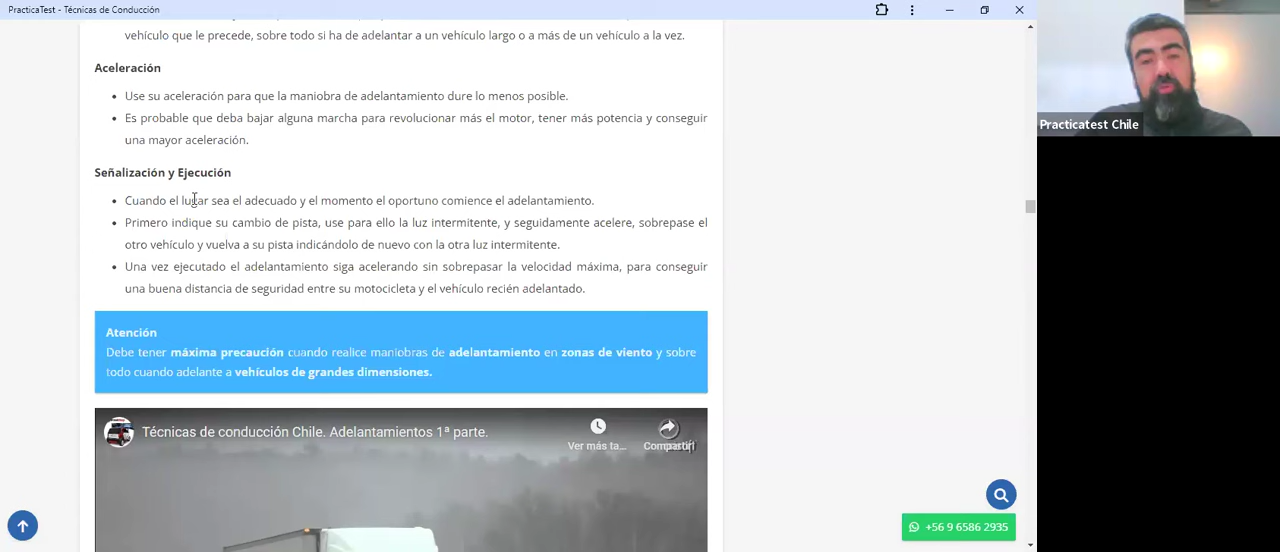 PracticaTest - Técnicas de Conducción
vehículo que le precede, sobre todo si ha de adelantar a un vehículo largo o a más de un vehículo a la vez.
Aceleración
• Use su aceleración para que la maniobra de adelantamiento dure lo menos posible.
• Es probable que deba bajar alguna marcha para revolucionar más el motor, tener más potencia y conseguir
una mayor aceleración.
Señalización y Ejecución
• Cuando el lugar sea el adecuado y el momento el oportuno comience el adelantamiento.
• Primero indique su cambio de pista, use para ello la luz intermitente, y seguidamente acelere, sobrepase el
otro vehículo y vuelva a su pista indicándolo de nuevo con la otra luz intermitente.
• Una vez ejecutado el adelantamiento siga acelerando sin sobrepasar la velocidad máxima, para conseguir
una buena distancia de seguridad entre su motocicleta y el vehículo recién adelantado.
Atención
Debe tener máxima precaución cuando realice maniobras de adelantamiento en zonas de viento y sobre
todo cuando adelante a vehículos de grandes dimensiones.
Técnicas de conducción Chile. Adelantamientos 1ª parte.
Ver más ta...
Compartir
+56 9 6586 2935
Practicatest Chile